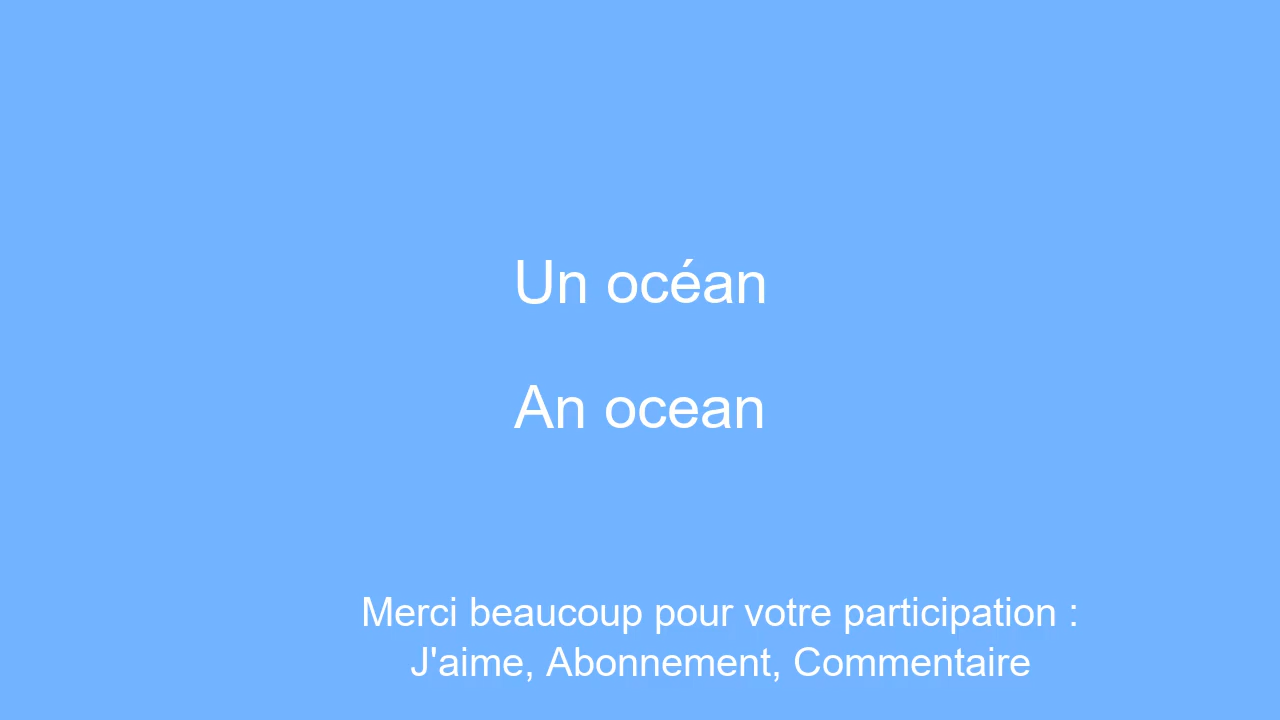 Un océan
An ocean
Merci beaucoup pour votre participation :
J'aime, Abonnement, Commentaire